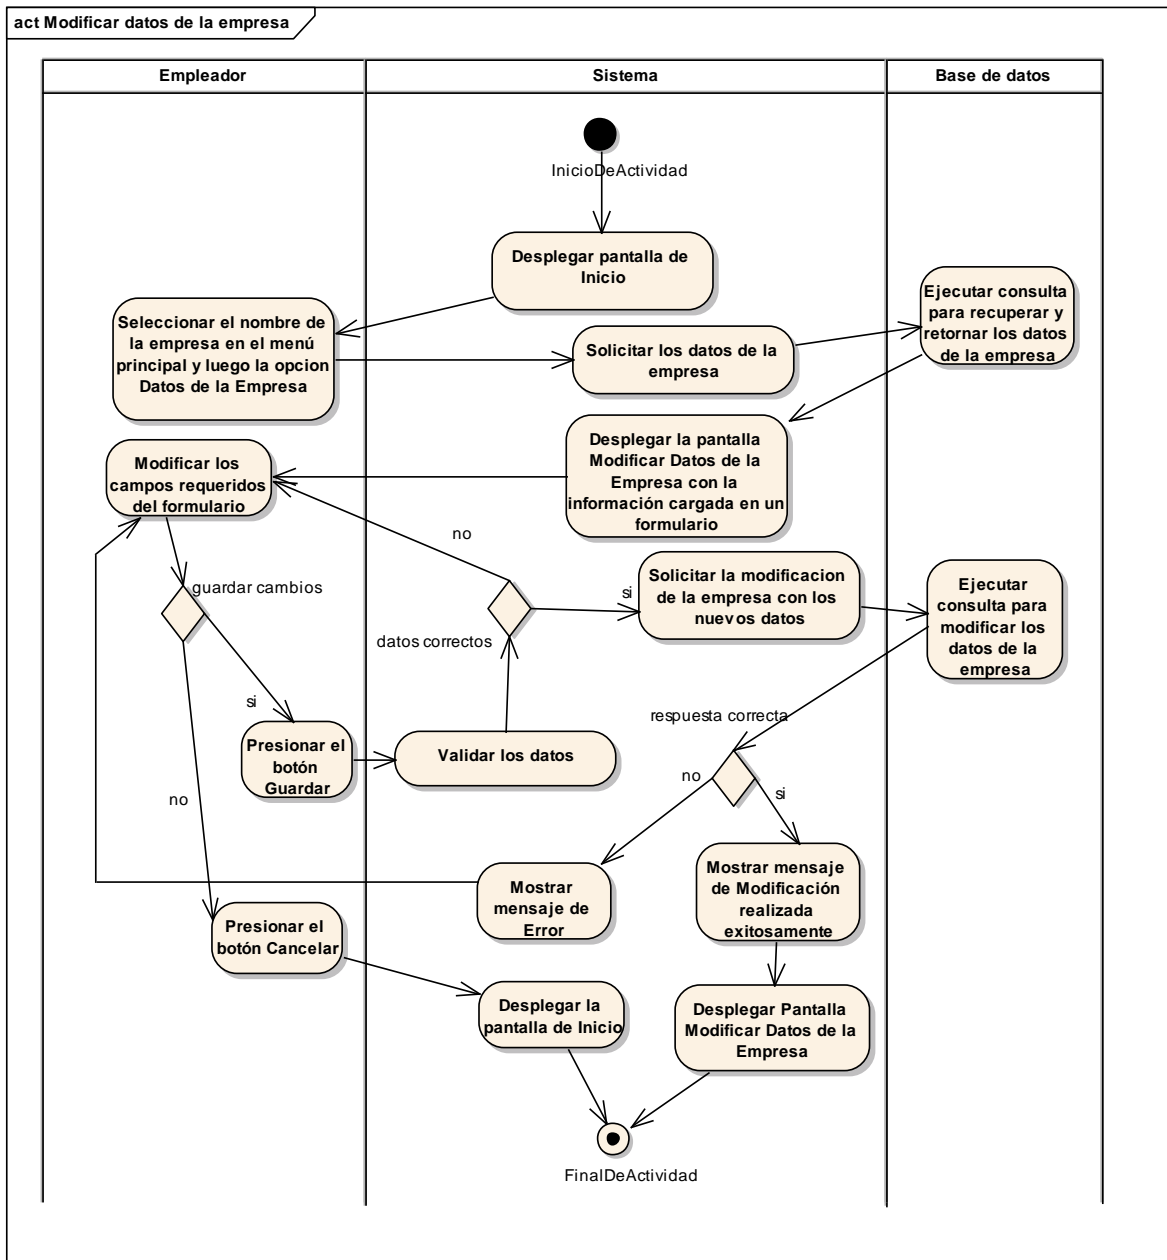 act Modificar datos de la empresa
Empleador
Sistema
Base de datos
InicioDeActividad
Desplegar pantalla de
Inicio
Seleccionar el nombre de
la empresa en el menú
principal y luego la opcion
Datos de la Empresa
Solicitar los datos de la
empresa
Ejecutar consulta
para recuperar y
retornar los datos
de la empresa
Desplegar la pantalla
Modificar Datos de la
Empresa con la
información cargada en un
formulario
Modificar los
campos requeridos
del formulario
no
guardar cambios
si
Solicitar la modificacion
de la empresa con los
nuevos datos
Ejecutar
consulta para
modificar los
datos de la
empresa
datos correctos
si
respuesta correcta
Presionar el
botón
Guardar
Validar los datos
no
no
si
Mostrar
mensaje de
Error
Mostrar mensaje
de Modificación
realizada
exitosamente
Presionar el
botón Cancelar
Desplegar la
pantalla de Inicio
Desplegar Pantalla
Modificar Datos de la
Empresa
FinalDeActividad